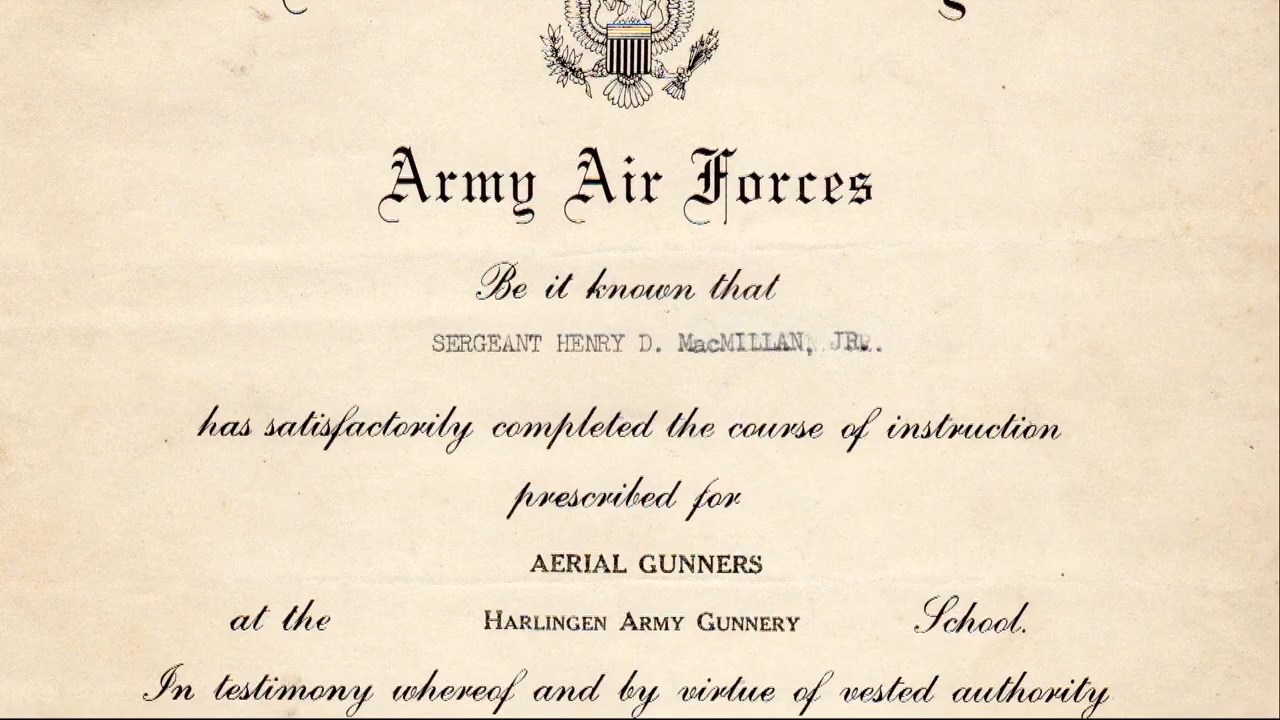 Army Air Forces
Be it known that
SERGEANT HENRY D. MacMILLAN, JR.
has satisfactorily completed the course of instruction
prescribed for
AERIAL GUNNERS
at the HARLINGEN ARMY GUNNERY School.
In testimony whereof and by virtue of vested authority